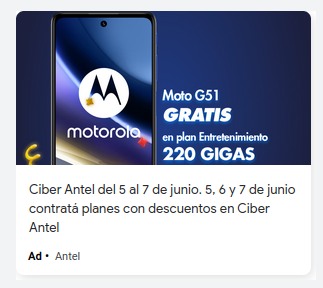 motorola
Moto G51
GRATIS
en plan Entretenimiento
220 GIGAS
Ciber Antel del 5 al 7 de junio. 5, 6 y 7 de junio
contratá planes con descuentos en Ciber
Antel
Ad • Antel